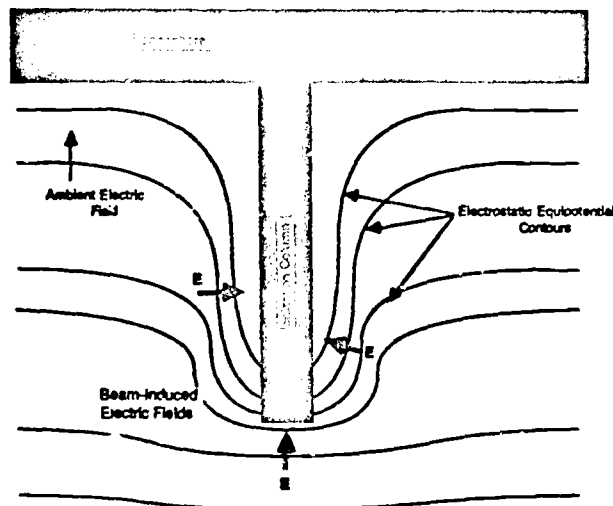 Ambient Electric
Field
Electrostatic Equipotential
Contours
E
E
Beam-Induced
Electric Fields
E